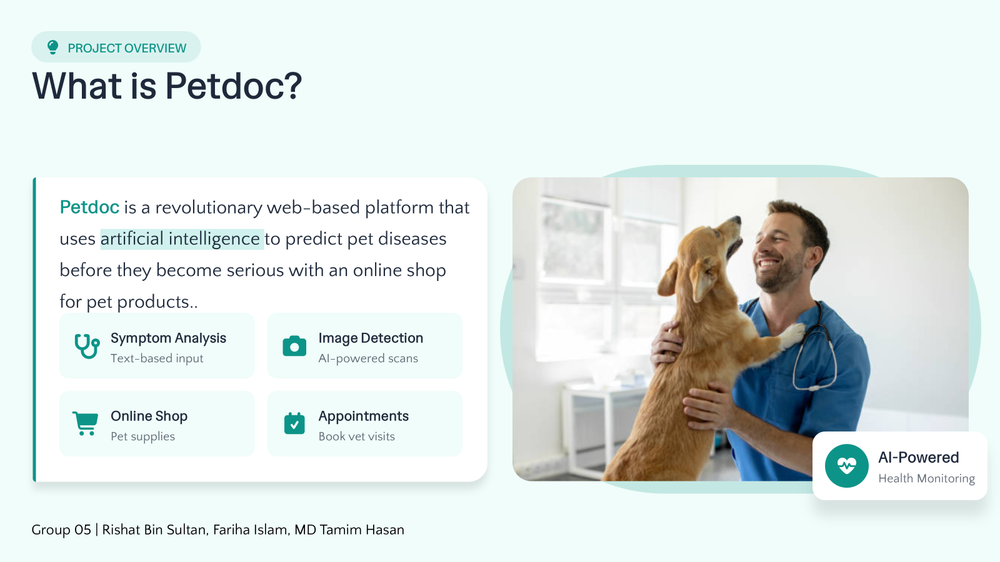 PROJECT OVERVIEW
What is Petdoc?
Petdoc is a revolutionary web-based platform that
uses artificial intelligence to predict pet diseases
before they become serious with an online shop
for pet products..
Symptom Analysis
Text-based input
Image Detection
AI-powered scans
Online Shop
Pet supplies
Appointments
Book vet visits
AI-Powered
Health Monitoring
Group 05 | Rishat Bin Sultan, Fariha Islam, MD Tamim Hasan